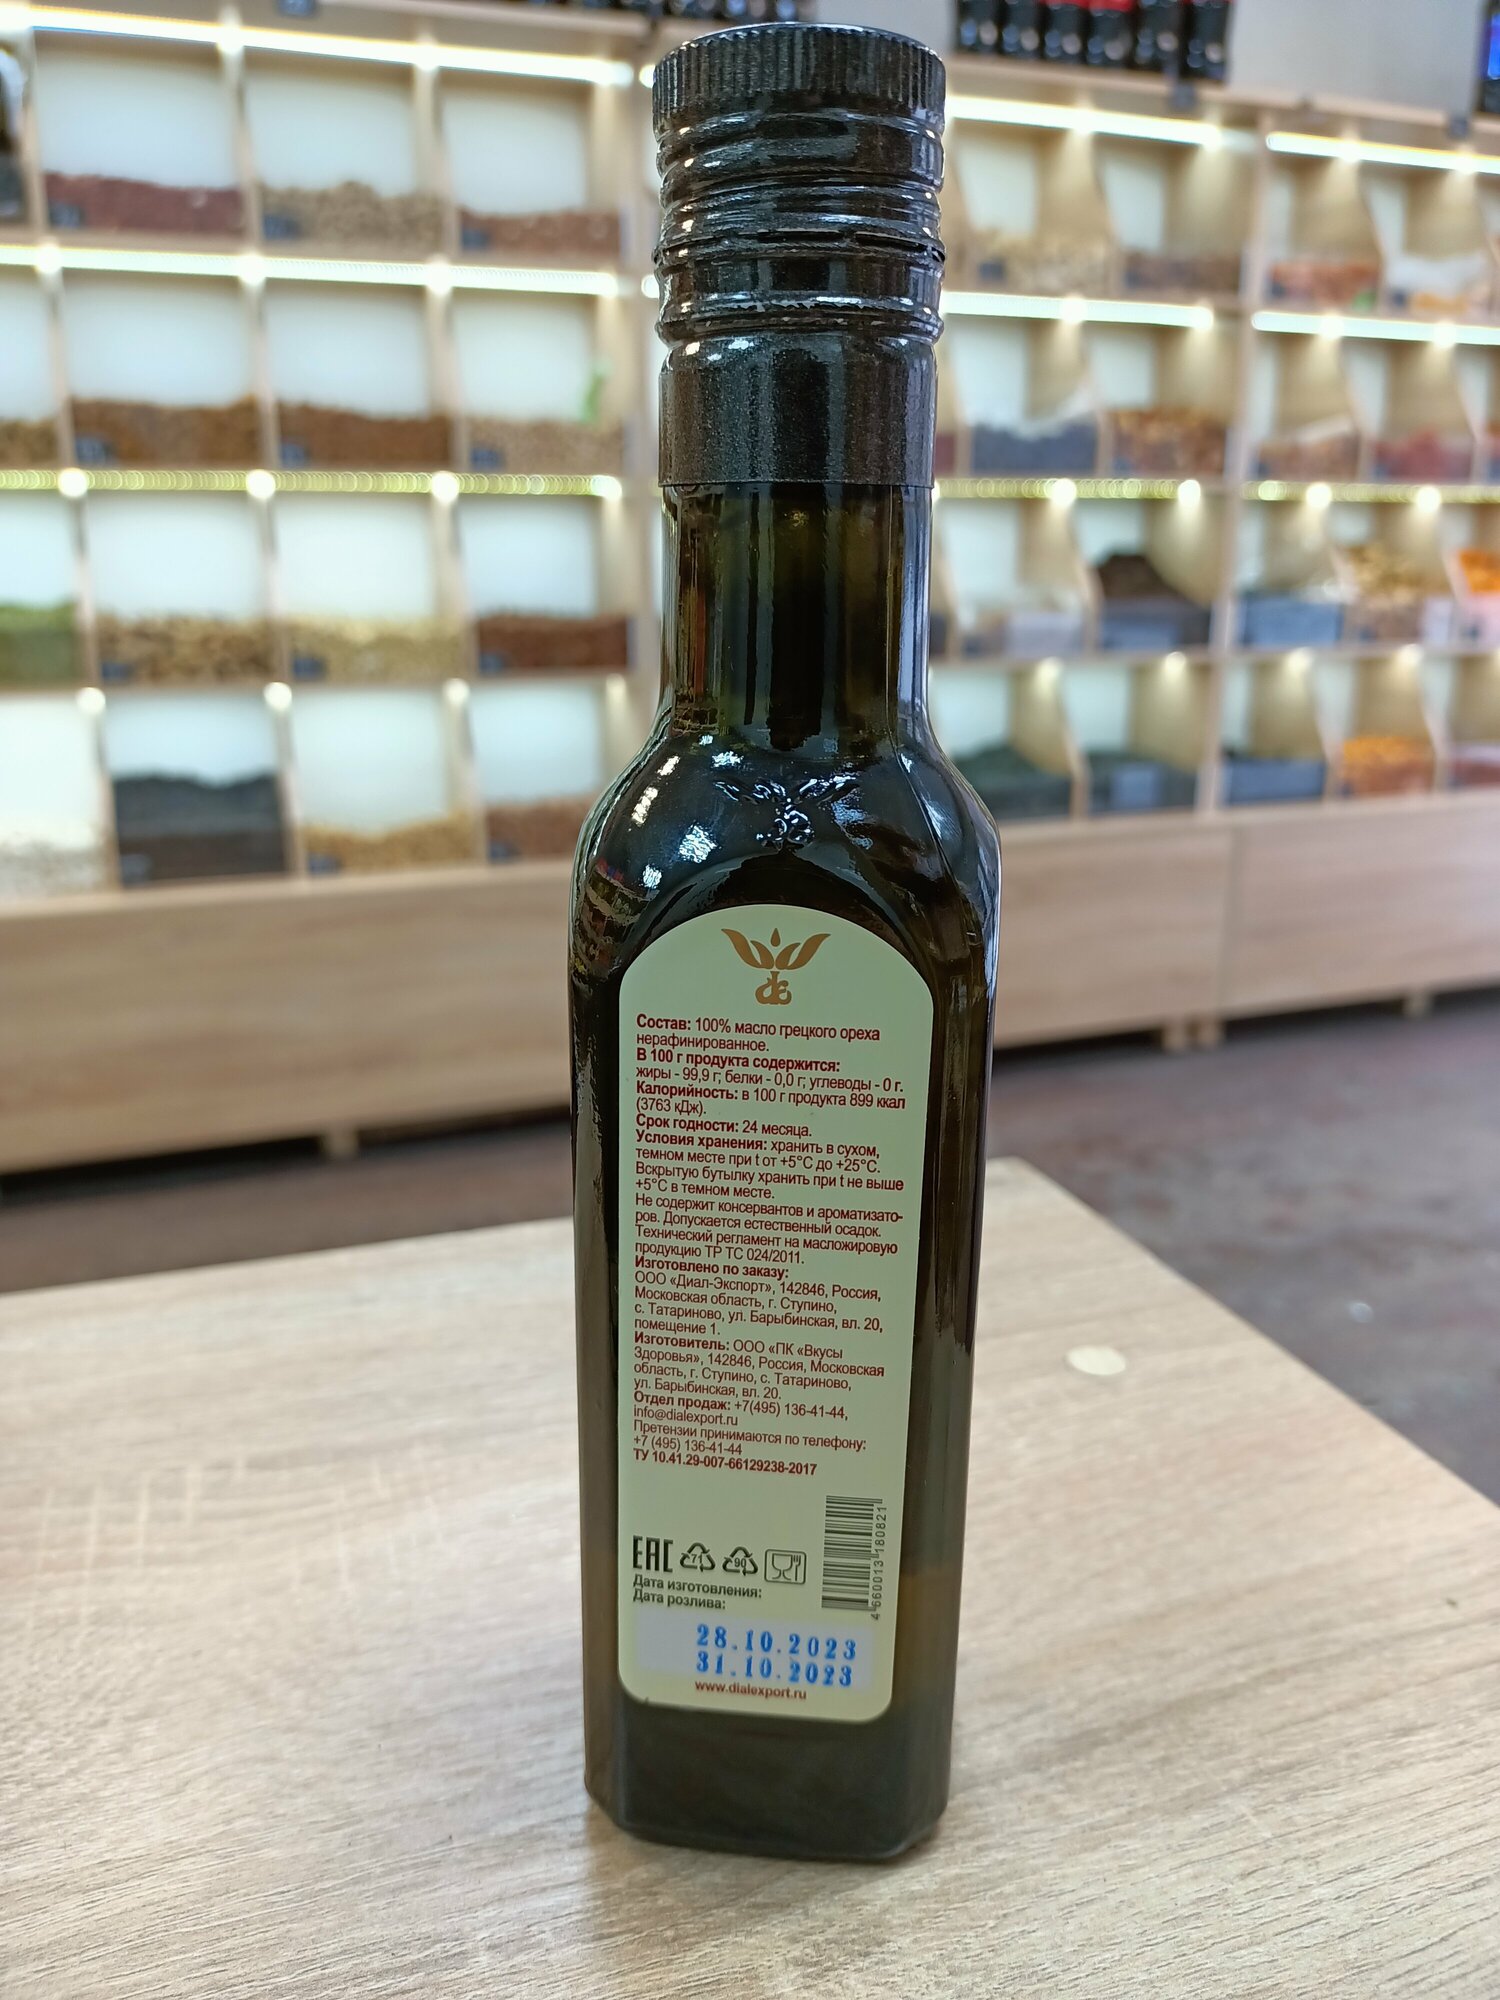 Состав: 100% масло грецкого ореха
нерафинированное.
В 100 г продукта содержится:
жиры - 99,9 г; белки - 0,0 г; углеводы - 0 г.
Калорийность: в 100 г продукта 899 ккал
(3763 кДж).
Срок годности: 24 месяца.
Условия хранения: хранить в сухом,
темном месте при t от +5°C до +25°C.
Вскрытую бутылку хранить при t не выше
+5°C в темном месте.
Не содержит консервантов и ароматизато-
ров. Допускается естественный осадок.
Технический регламент на масложировую
продукцию ТР ТС 024/2011.
Изготовлено по заказу:
ООО «Диал-Экспорт», 142846, Россия,
Московская область, г. Ступино,
с. Татариново, ул. Барыбинская, вл. 20,
помещение 1.
Изготовитель: ООО «ПК «Вкусы
Здоровья», 142846, Россия, Московская
область, г. Ступино, с. Татариново,
ул. Барыбинская, вл. 20.
Отдел продаж: +7(495) 136-41-44,
info@dialexport.ru
Претензии принимаются по телефону:
+7 (495) 136-41-44
ТУ 10.41.29-007-66129238-2017
4 660013 180821
EAC 71 90
Дата изготовления:
Дата розлива:
28.10.2023
31.10.2023
www.dialexport.ru